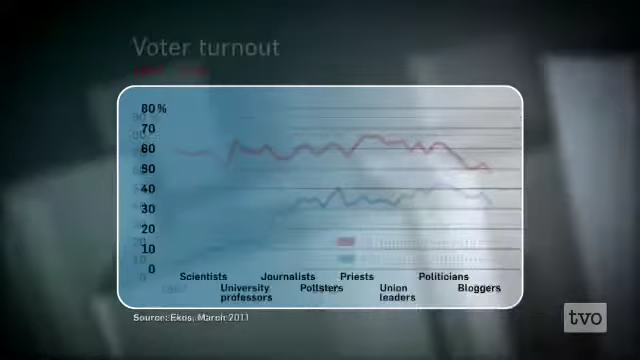 Voter turnout
80%
70
60
50
40
30
20
10
0
Scientists Journalists Priests Politicians
University professors Pollsters Union leaders Bloggers
Source: Ekos, March 2011
tvo